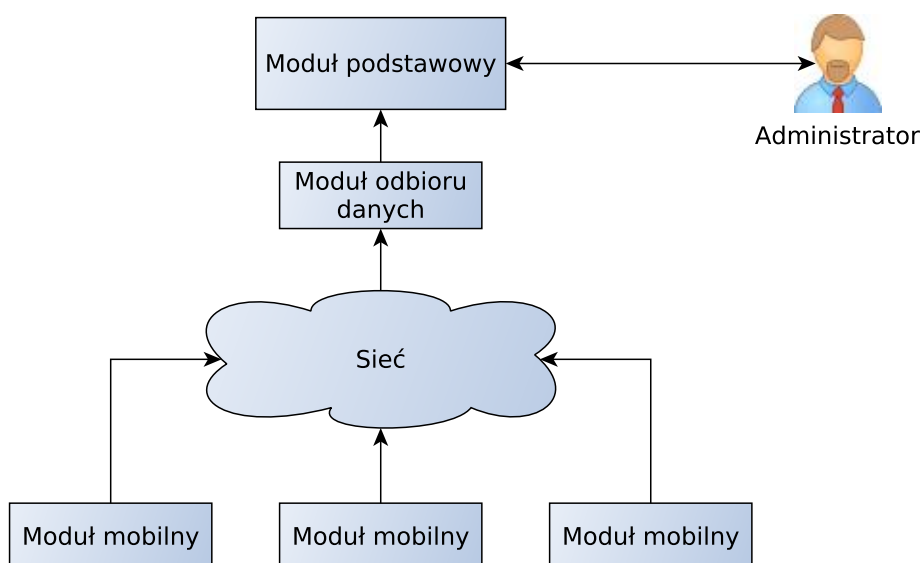 Moduł podstawowy
Administrator
Moduł odbioru
danych
Sieć
Moduł mobilny
Moduł mobilny
Moduł mobilny